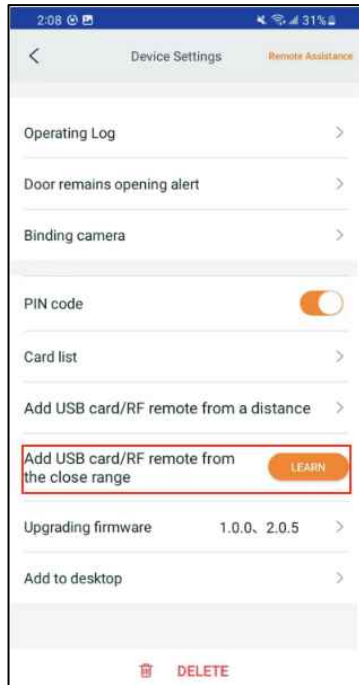 2:08
31%
Device Settings
Remote Assistance
Operating Log
Door remains opening alert
Binding camera
PIN code
Card list
Add USB card/RF remote from a distance
Add USB card/RF remote from
the close range
LEARN
Upgrading firmware
1.0.0、2.0.5
Add to desktop
DELETE